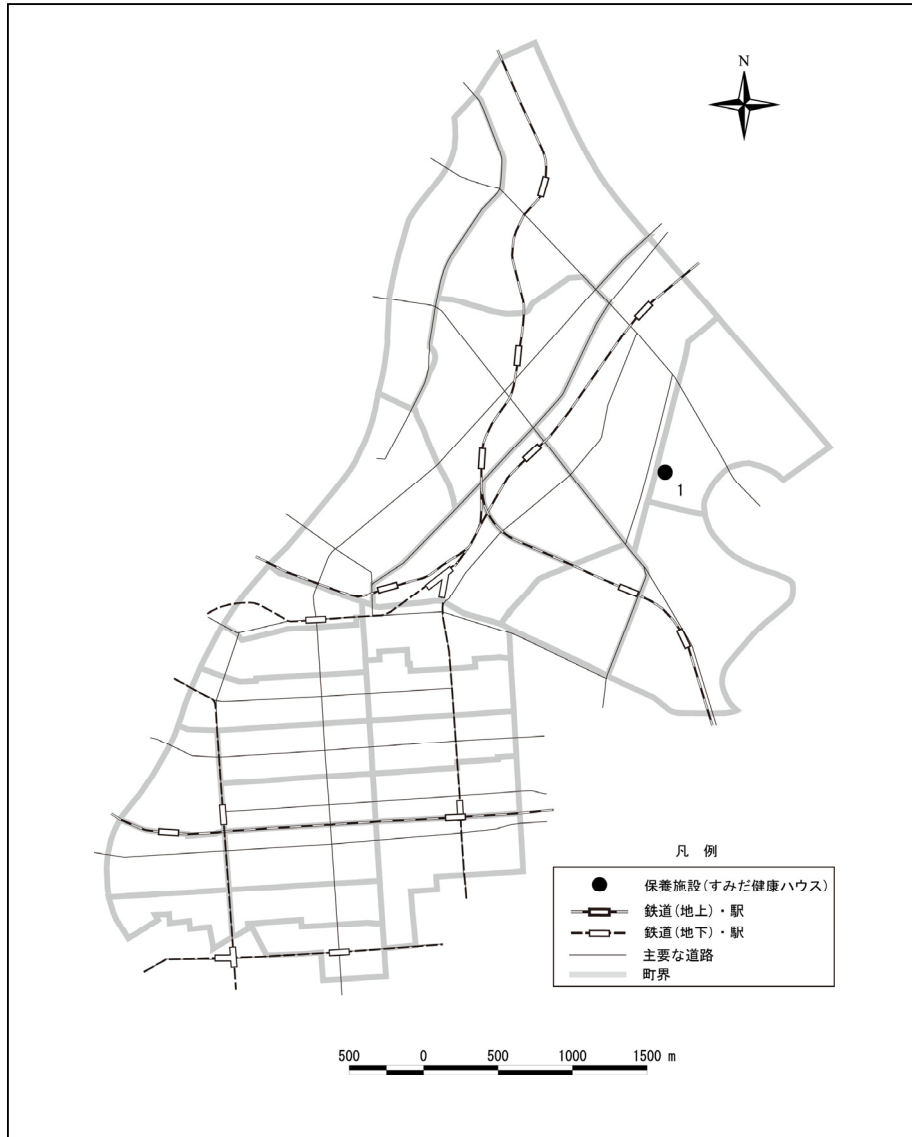 N
1
凡 例
保養施設(すみだ健康ハウス)
鉄道(地上)・駅
鉄道(地下)・駅
主要な道路
町界
500 0 500 1000 1500 m